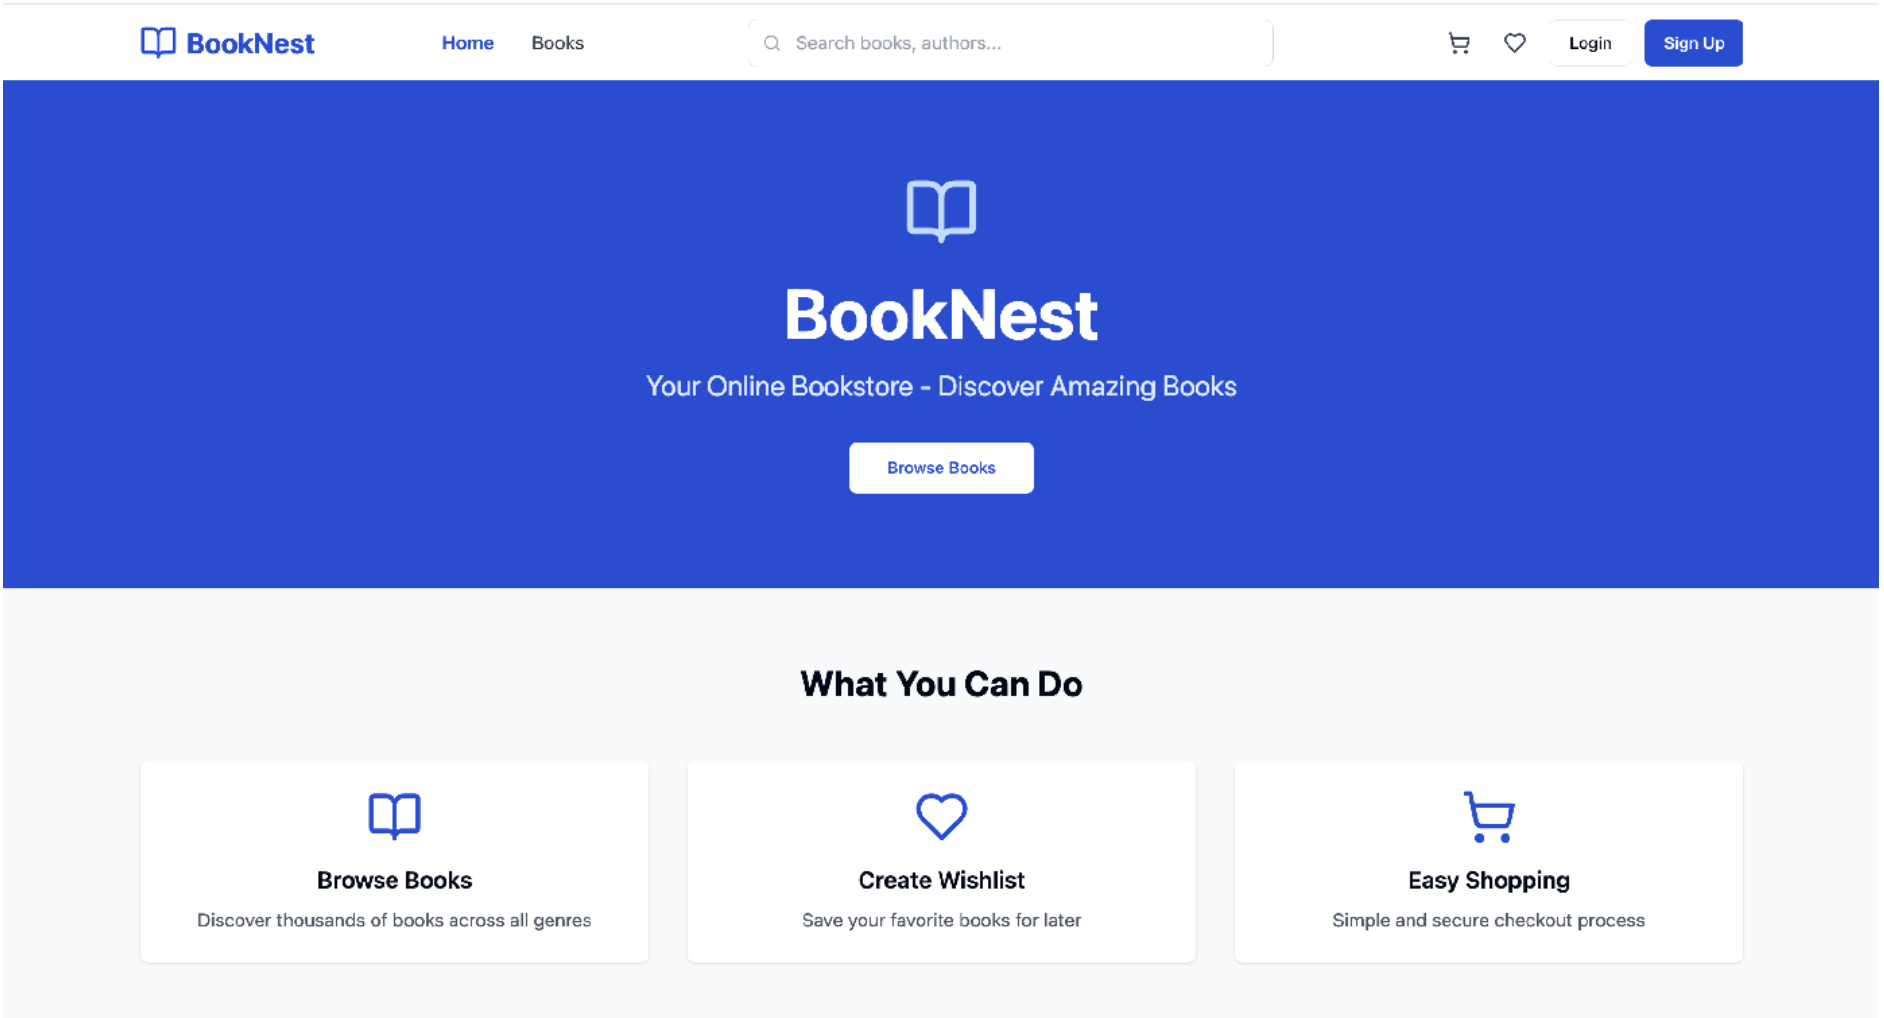 BookNest
Home
Books
Search books, authors...
Login
Sign Up
BookNest
Your Online Bookstore - Discover Amazing Books
Browse Books
What You Can Do
Browse Books
Discover thousands of books across all genres
Create Wishlist
Save your favorite books for later
Easy Shopping
Simple and secure checkout process